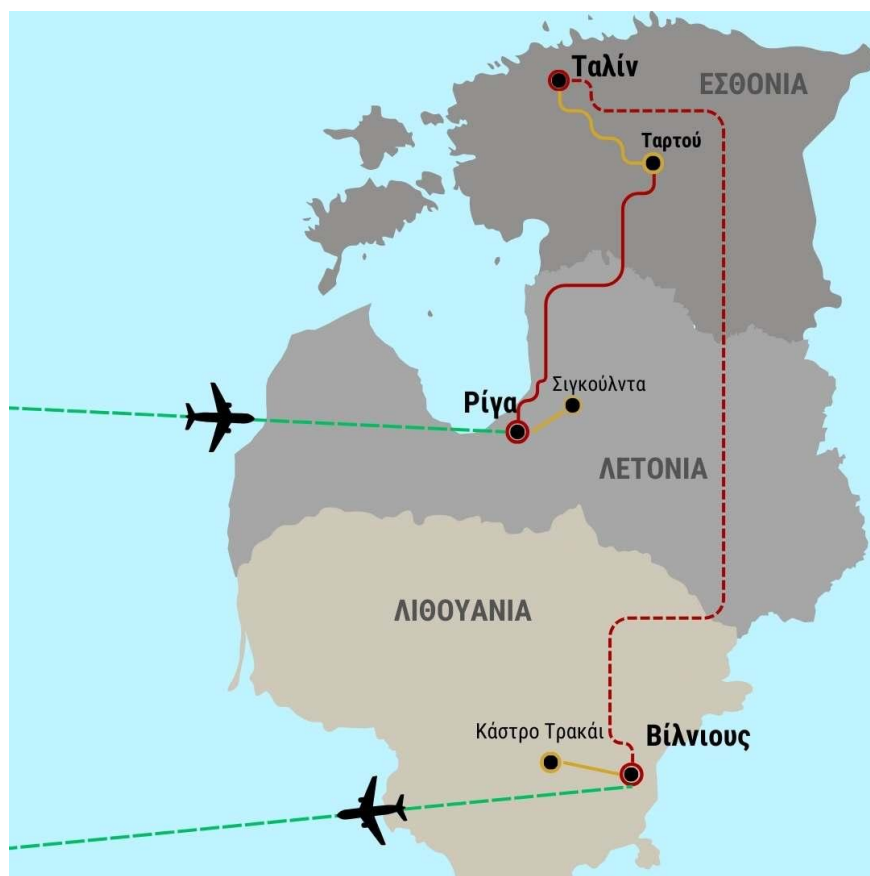 Ταλίν
ΕΣΘΟΝΙΑ
Ταρτού
Σιγκούλντα
Ρίγα
ΛΕΤΟΝΙΑ
ΛΙΘΟΥΑΝΙΑ
Κάστρο Τρακάι
Βίλνιους